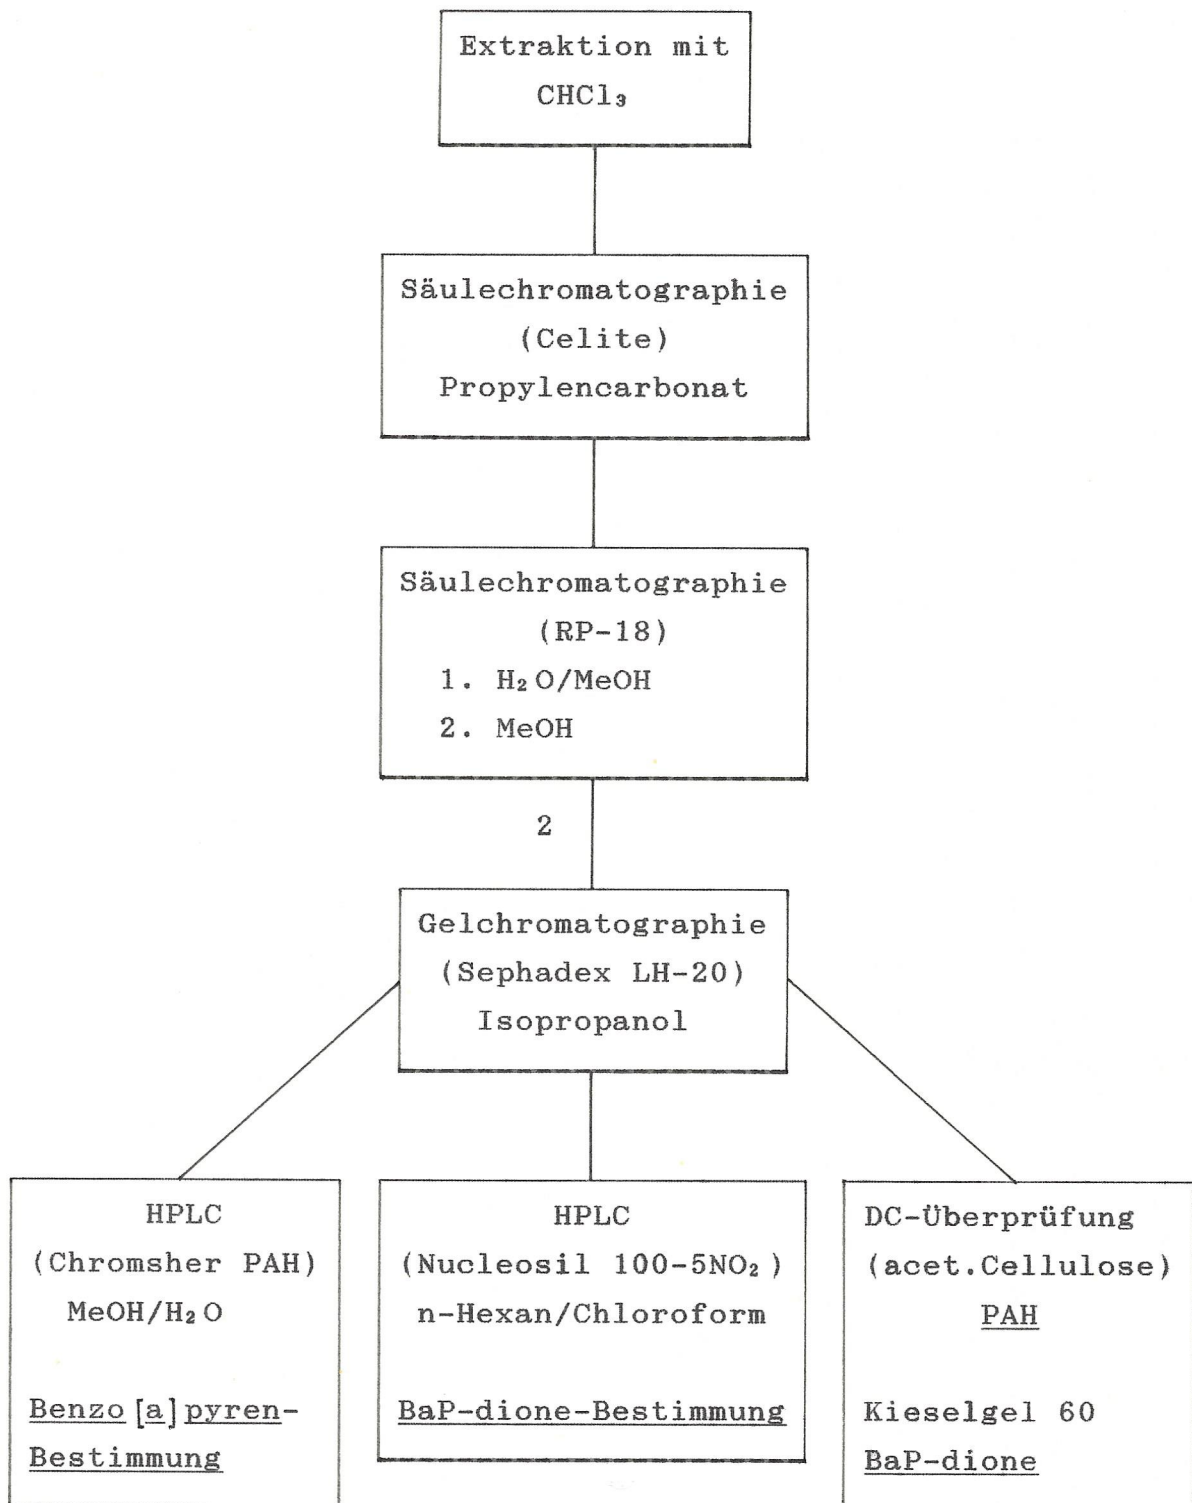 Extraktion mit
CHCl₃
Säulechromatographie
(Celite)
Propylencarbonat
Säulechromatographie
(RP-18)
1. H₂O/MeOH
2. MeOH
2
Gelchromatographie
(Sephadex LH-20)
Isopropanol
HPLC
(Chromsher PAH)
MeOH/H₂O
Benzo[a]pyren-
Bestimmung
HPLC
(Nucleosil 100-5NO₂)
n-Hexan/Chloroform
BaP-dione-Bestimmung
DC-Überprüfung
(acet.Cellulose)
PAH
Kieselgel 60
BaP-dione